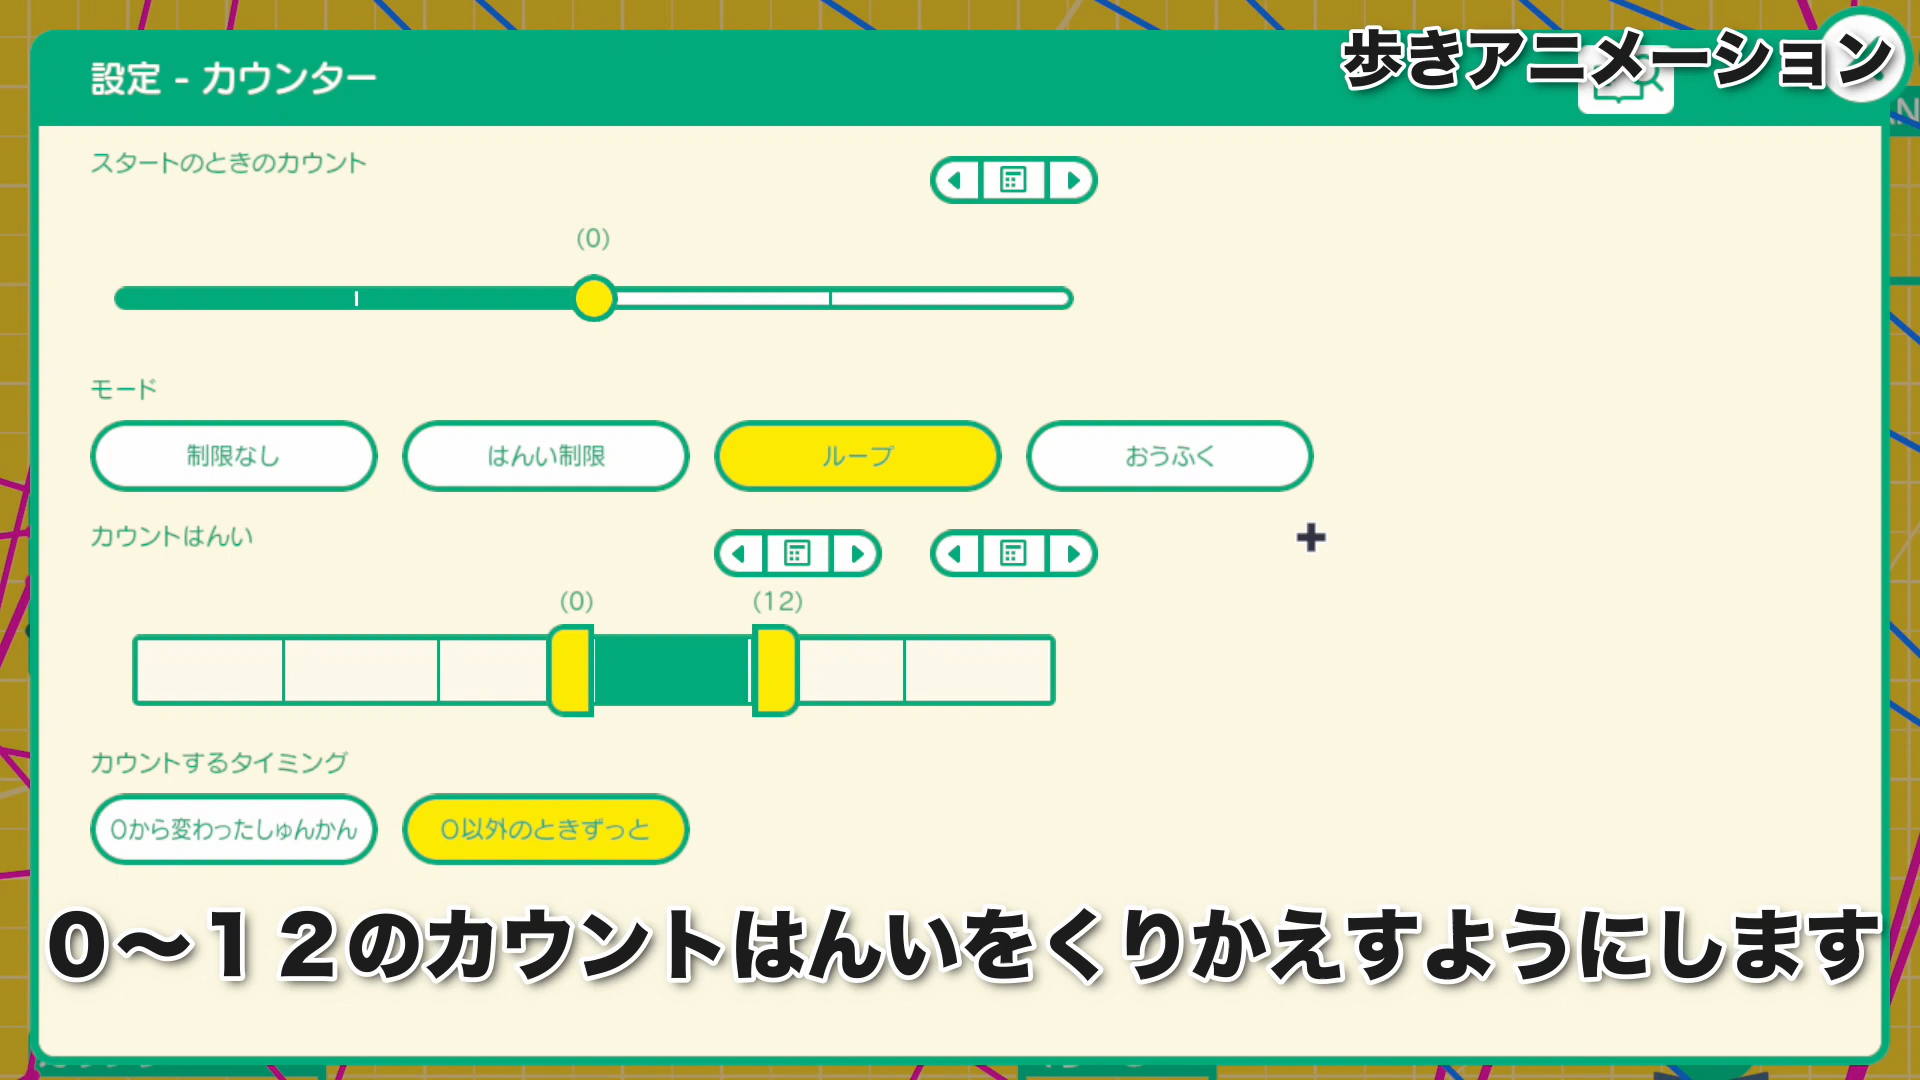 歩きアニメーション
設定 - カウンター
スタートのときのカウント
(0)
モード
制限なし
はんい制限
ループ
おうふく
カウントはんい
(0)
(12)
カウントするタイミング
0から変わったしゅんかん
0以外のときずっと
0～12のカウントはんいをくりかえすようにします